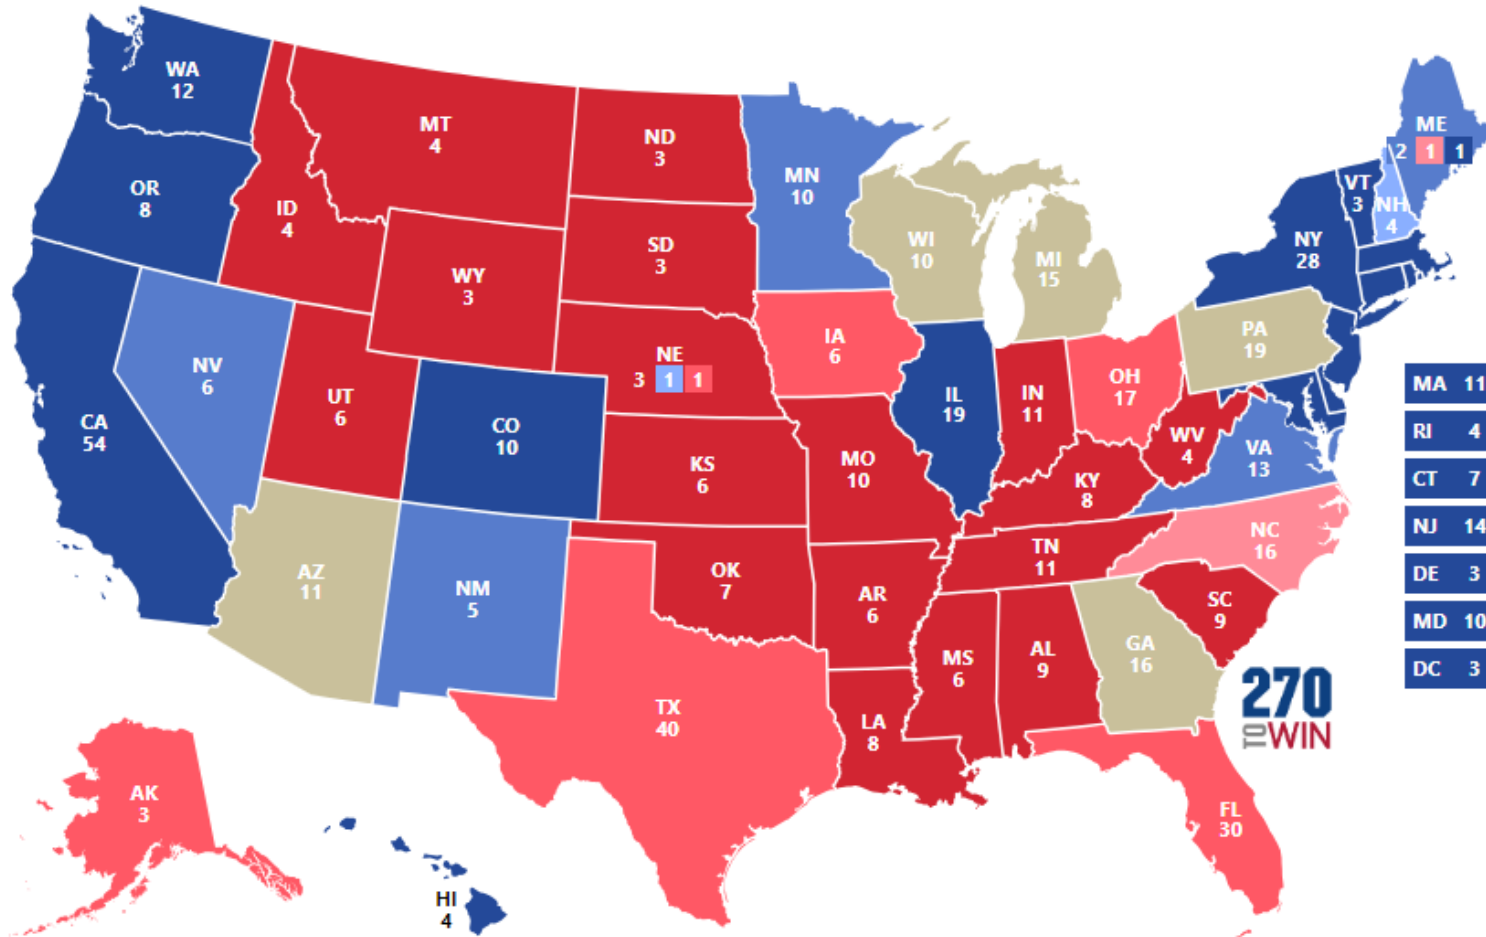 WA
12
MT
4
ND
3
ME
2 1 1
OR
8
ID
4
MN
10
VT
3
NH
4
SD
3
WI
10
MI
15
NY
28
WY
3
NV
6
IA
6
PA
19
NE
3 1 1
UT
6
CO
10
CA
54
IL
19
IN
11
OH
17
MA 11
RI 4
CT 7
NJ 14
DE 3
MD 10
DC 3
KS
6
MO
10
KY
8
WV
4
VA
13
AZ
11
NM
5
OK
7
AR
6
TN
11
NC
16
SC
9
MS
6
AL
9
GA
16
TX
40
LA
8
270
TO WIN
AK
3
HI
4
FL
30